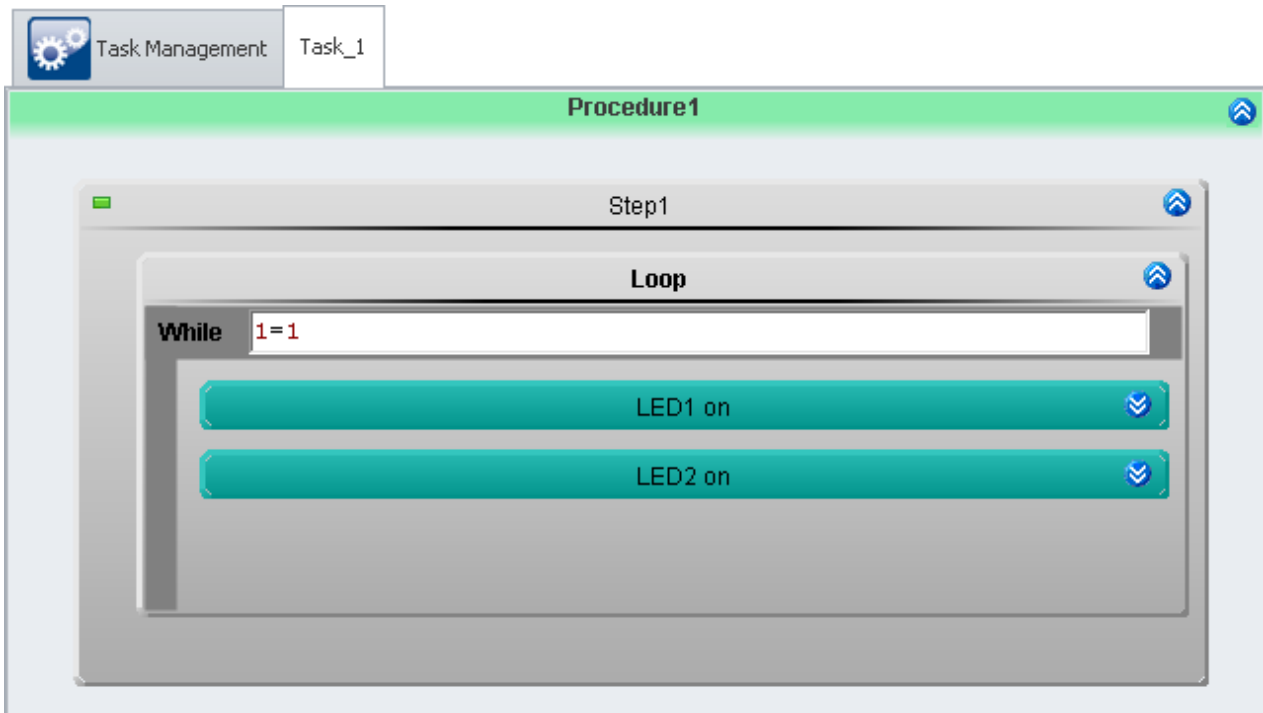 Task Management
Task_1
Procedure1
Step1
Loop
While 1=1
LED1 on
LED2 on